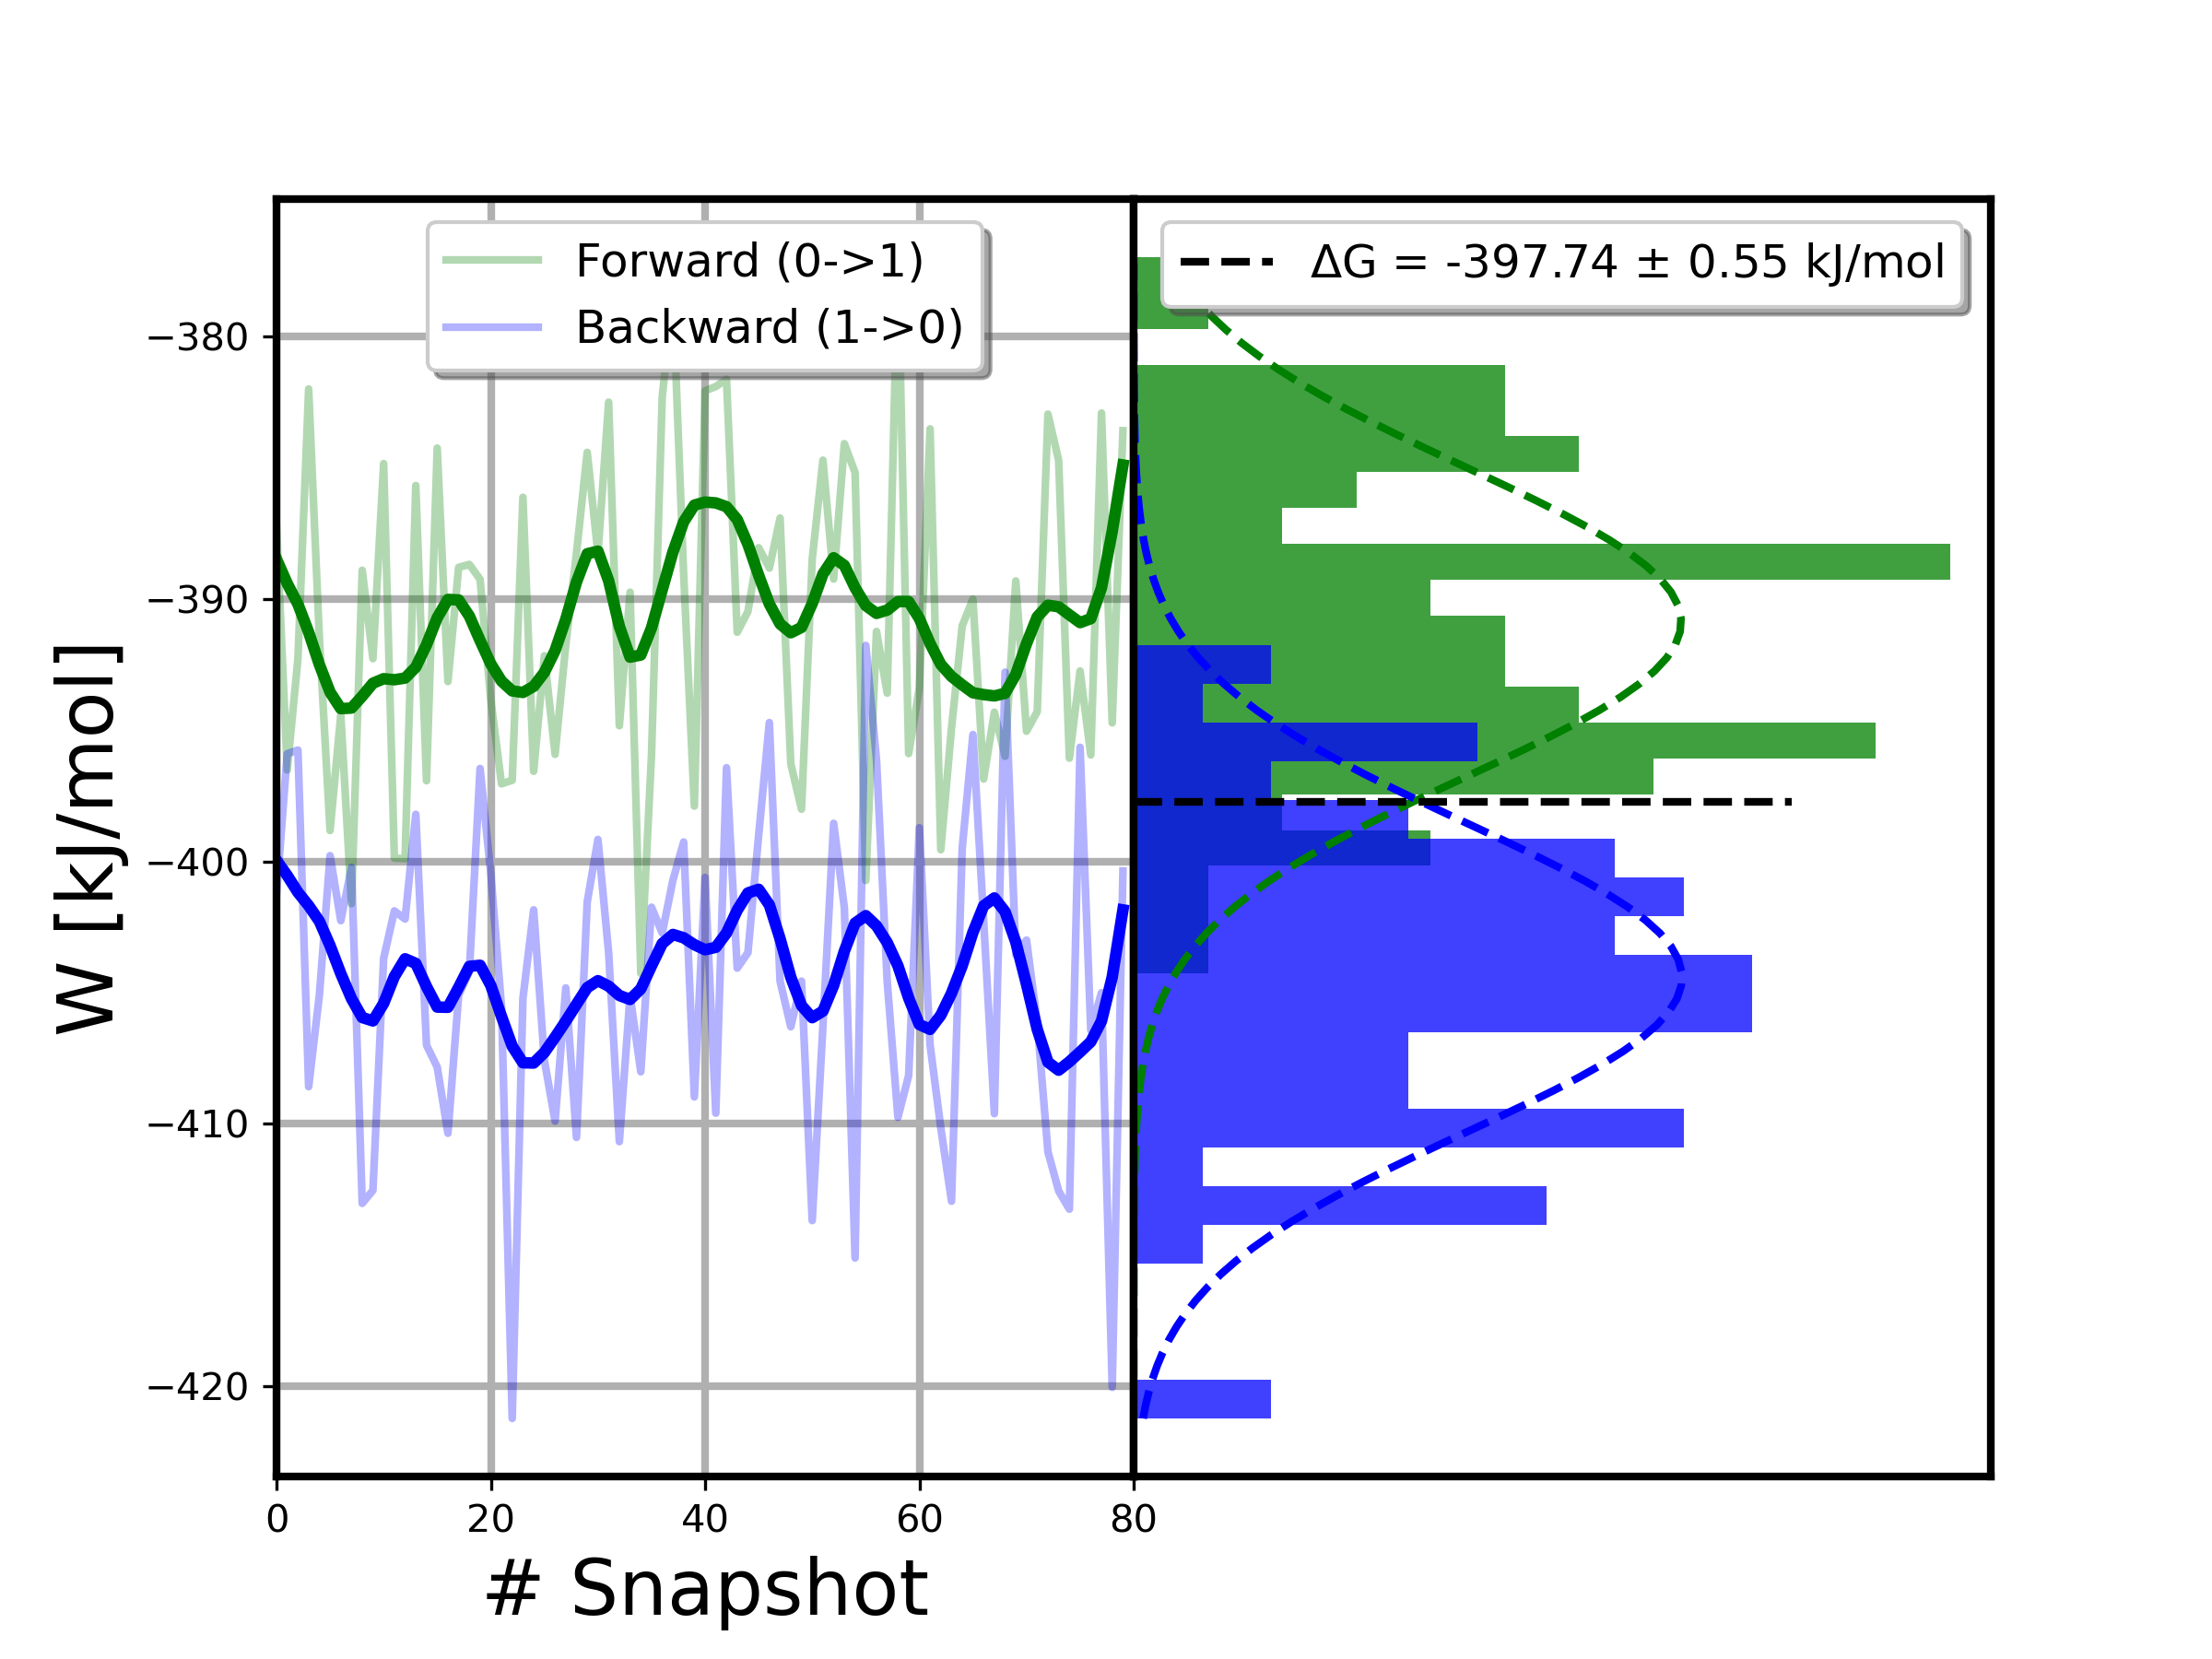 Forward (0->1)
Backward (1->0)
ΔG = -397.74 ± 0.55 kJ/mol
W [kJ/mol]
−380
−390
−400
−410
−420
0 20 40 60 80
# Snapshot